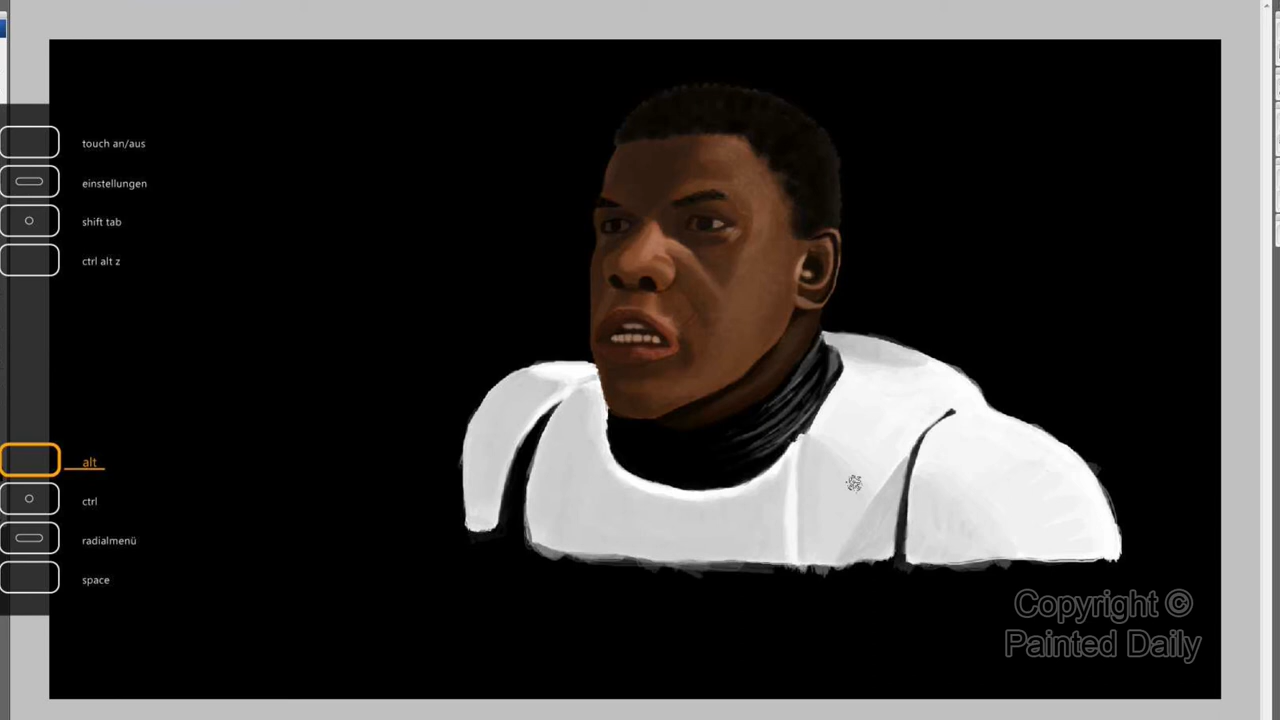 touch an/aus
einstellungen
shift tab
ctrl alt z
alt
ctrl
radialmenü
space
Copyright ©
Painted Daily